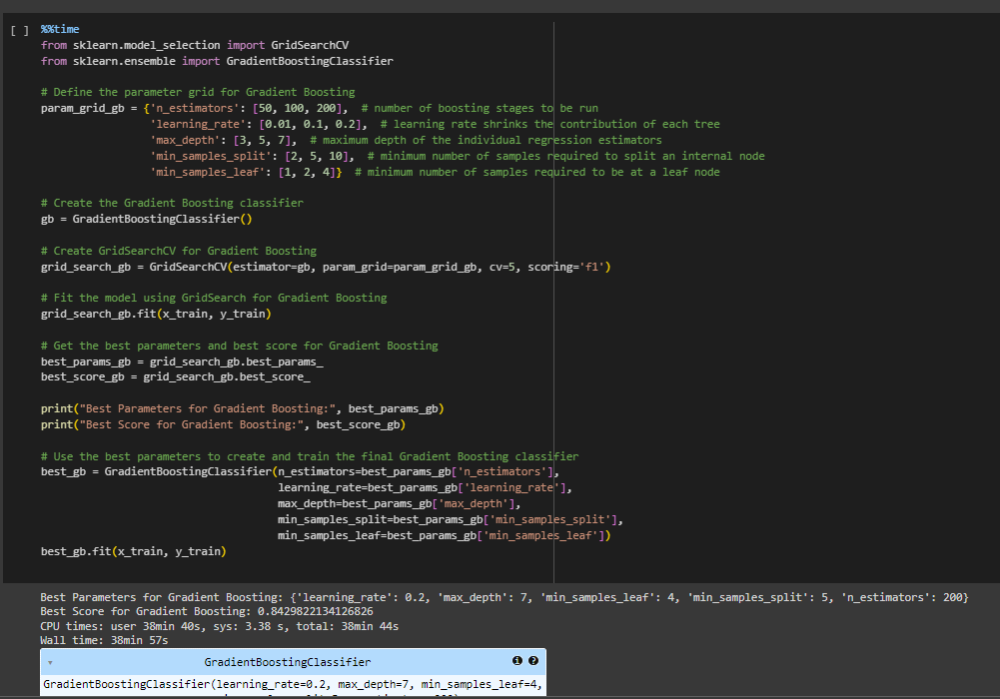 [ ] %%time
from sklearn.model_selection import GridSearchCV
from sklearn.ensemble import GradientBoostingClassifier

# Define the parameter grid for Gradient Boosting
param_grid_gb = {'n_estimators': [50, 100, 200],  # number of boosting stages to be run
                 'learning_rate': [0.01, 0.1, 0.2],  # learning rate shrinks the contribution of each tree
                 'max_depth': [3, 5, 7],  # maximum depth of the individual regression estimators
                 'min_samples_split': [2, 5, 10],  # minimum number of samples required to split an internal node
                 'min_samples_leaf': [1, 2, 4]}  # minimum number of samples required to be at a leaf node

# Create the Gradient Boosting classifier
gb = GradientBoostingClassifier()

# Create GridSearchCV for Gradient Boosting
grid_search_gb = GridSearchCV(estimator=gb, param_grid=param_grid_gb, cv=5, scoring='f1')

# Fit the model using GridSearch for Gradient Boosting
grid_search_gb.fit(x_train, y_train)

# Get the best parameters and best score for Gradient Boosting
best_params_gb = grid_search_gb.best_params_
best_score_gb = grid_search_gb.best_score_

print("Best Parameters for Gradient Boosting:", best_params_gb)
print("Best Score for Gradient Boosting:", best_score_gb)

# Use the best parameters to create and train the final Gradient Boosting classifier
best_gb = GradientBoostingClassifier(n_estimators=best_params_gb['n_estimators'],
                                     learning_rate=best_params_gb['learning_rate'],
                                     max_depth=best_params_gb['max_depth'],
                                     min_samples_split=best_params_gb['min_samples_split'],
                                     min_samples_leaf=best_params_gb['min_samples_leaf'])
best_gb.fit(x_train, y_train)

Best Parameters for Gradient Boosting: {'learning_rate': 0.2, 'max_depth': 7, 'min_samples_leaf': 4, 'min_samples_split': 5, 'n_estimators': 200}
Best Score for Gradient Boosting: 0.8429822134126826
CPU times: user 38min 40s, sys: 3.38 s, total: 38min 44s
Wall time: 38min 57s
GradientBoostingClassifier i ?
GradientBoostingClassifier(learning_rate=0.2, max_depth=7, min_samples_leaf=4,